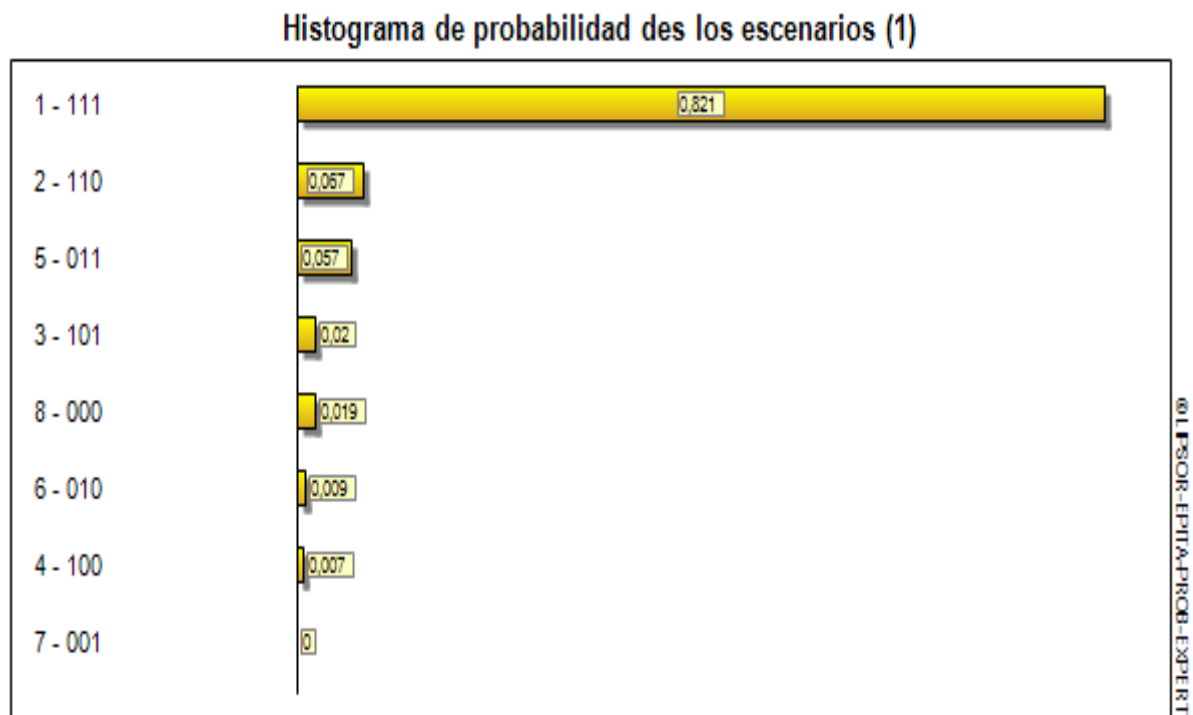 Histograma de probabilidad des los escenarios (1)
1 - 111 0,821
2 - 110 0,067
5 - 011 0,057
3 - 101 0,02
8 - 000 0,019
6 - 010 0,009
4 - 100 0,007
7 - 001 0
© LIPSOR-EPITA-PROB-EXPERT